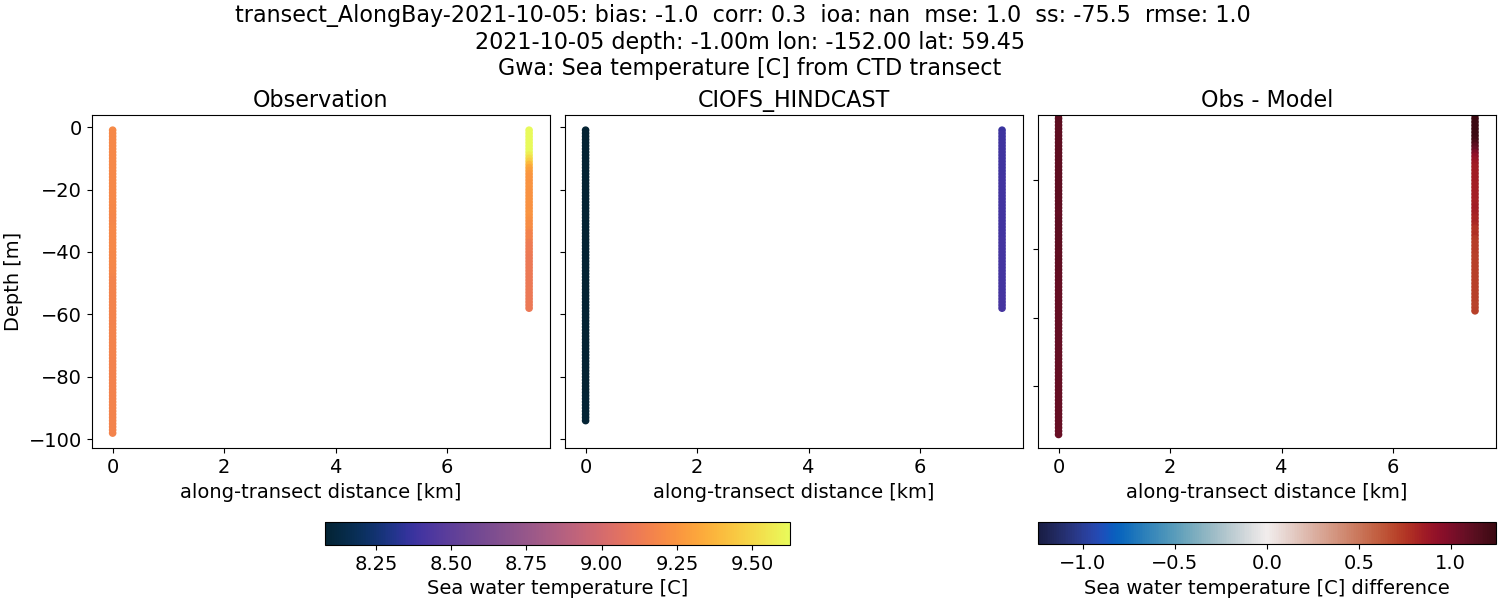 transect_AlongBay-2021-10-05: bias: -1.0  corr: 0.3  ioa: nan  mse: 1.0  ss: -75.5  rmse: 1.0
2021-10-05 depth: -1.00m lon: -152.00 lat: 59.45
Gwa: Sea temperature [C] from CTD transect
Observation
CIOFS_HINDCAST
Obs - Model
Depth [m]
0
−20
−40
−60
−80
−100
0 2 4 6
0 2 4 6
0 2 4 6
along-transect distance [km]
along-transect distance [km]
along-transect distance [km]
8.25 8.50 8.75 9.00 9.25 9.50
Sea water temperature [C]
−1.0 −0.5 0.0 0.5 1.0
Sea water temperature [C] difference